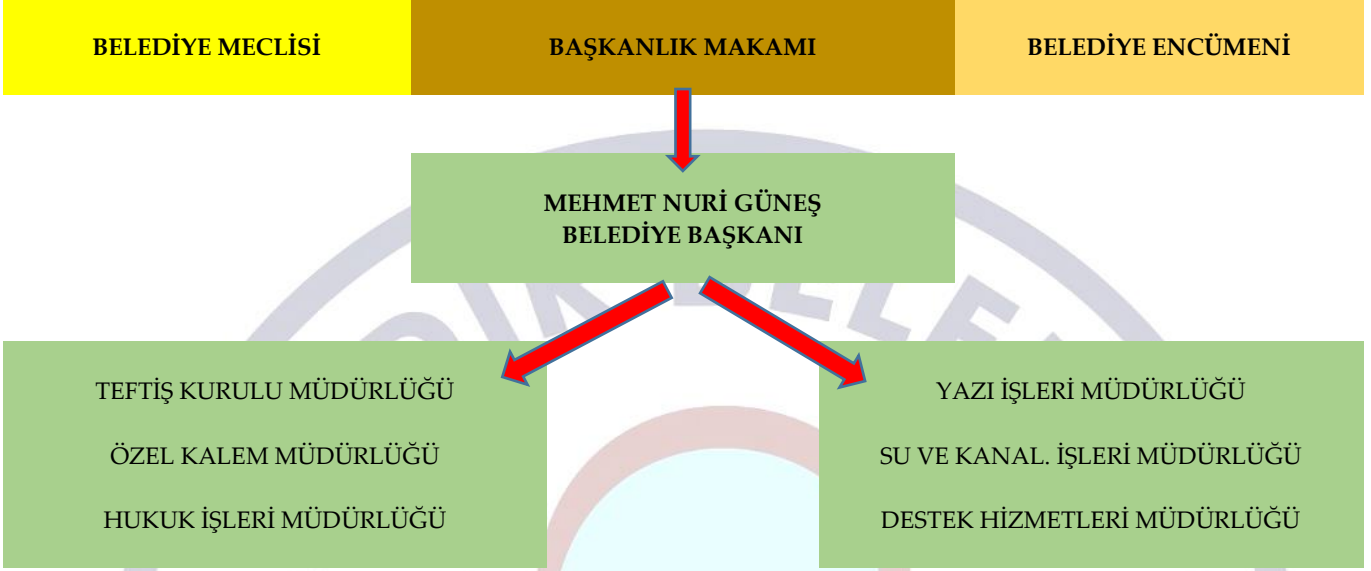 BELEDİYE MECLİSİ
BAŞKANLIK MAKAMI
BELEDİYE ENCÜMENİ
MEHMET NURİ GÜNEŞ
BELEDİYE BAŞKANI
TEFTİŞ KURULU MÜDÜRLÜĞÜ
ÖZEL KALEM MÜDÜRLÜĞÜ
HUKUK İŞLERİ MÜDÜRLÜĞÜ
YAZI İŞLERİ MÜDÜRLÜĞÜ
SU VE KANAL. İŞLERİ MÜDÜRLÜĞÜ
DESTEK HİZMETLERİ MÜDÜRLÜĞÜ